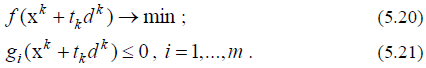 f(x^k + t_k d^k) → min ; (5.20)
g_i(x^k + t_k d^k) ≤ 0 , i = 1,...,m . (5.21)